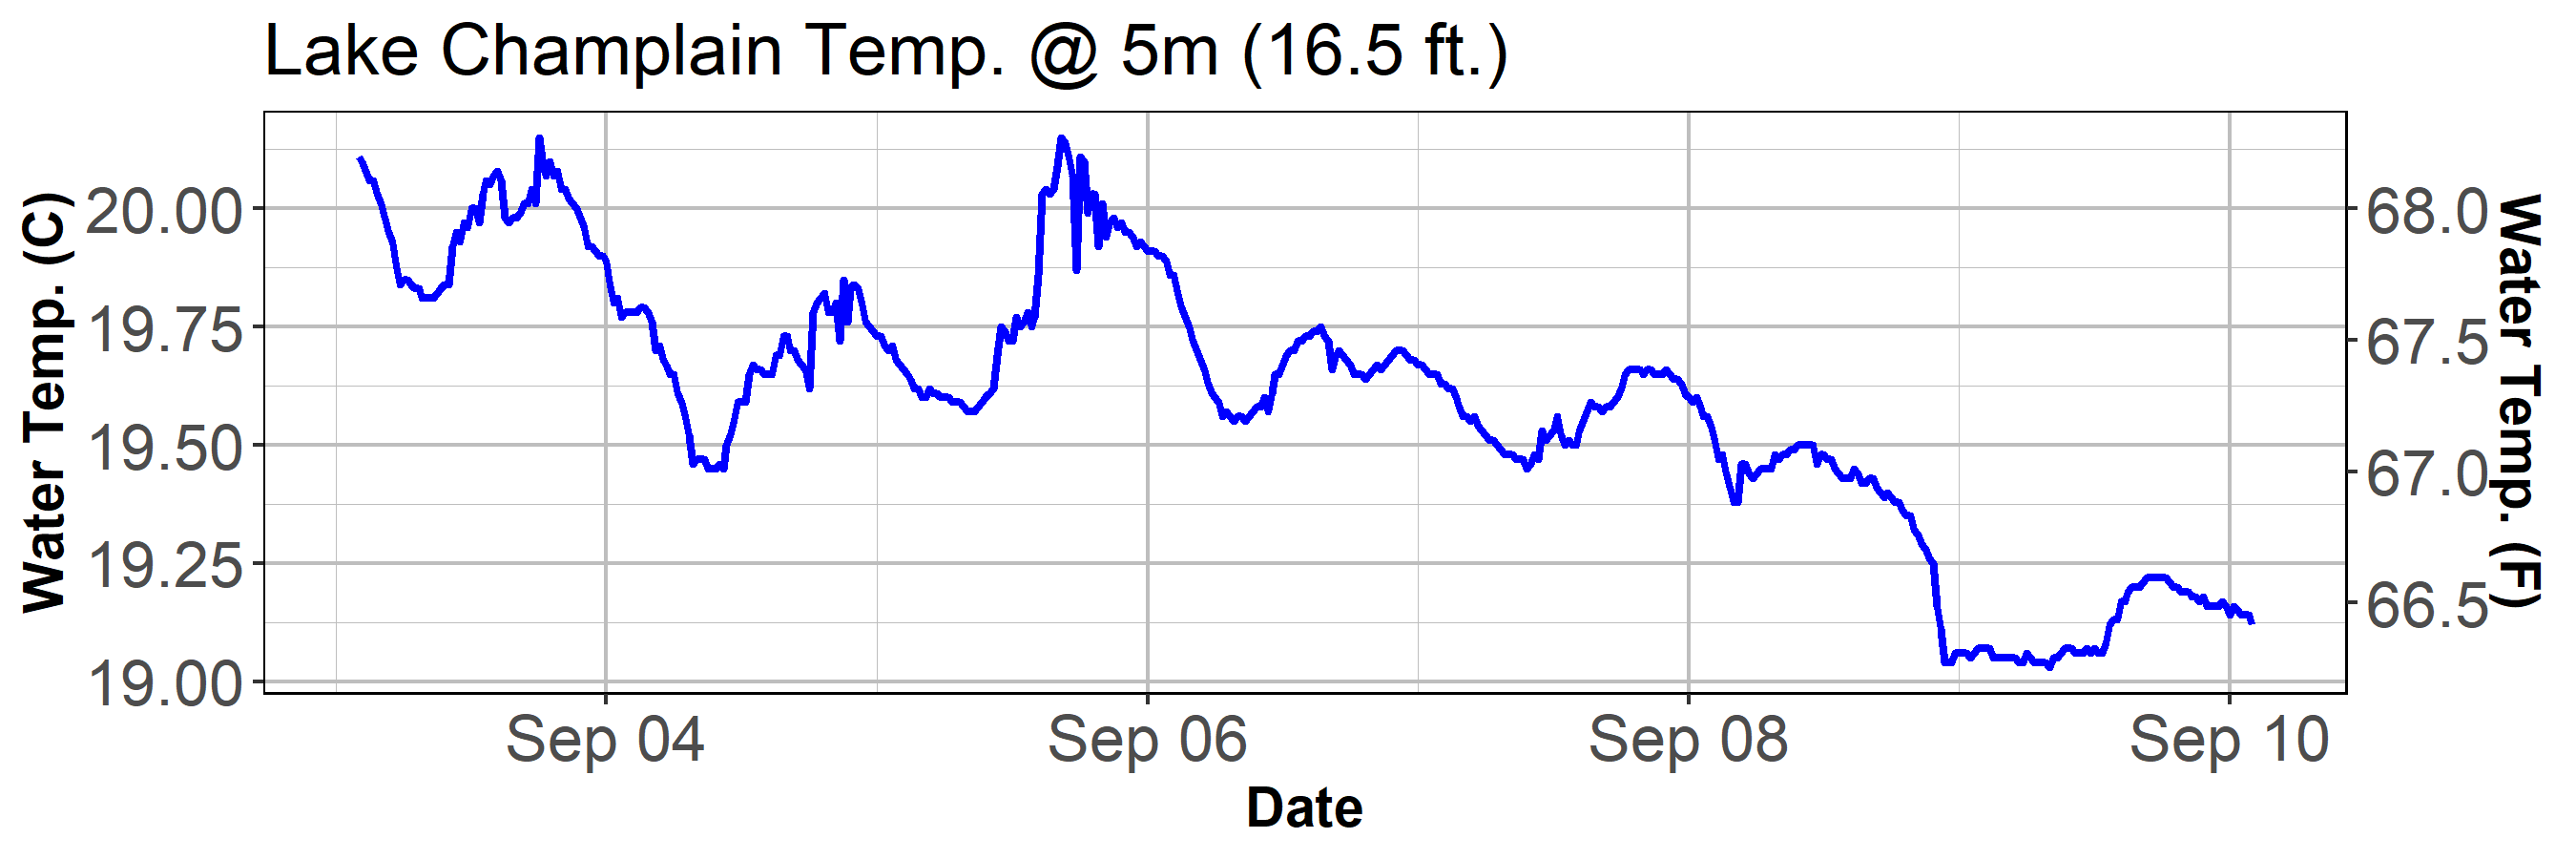 Lake Champlain Temp. @ 5m (16.5 ft.)
Water Temp. (C)
20.00
19.75
19.50
19.25
19.00
68.0
67.5
67.0
66.5
Water Temp. (F)
Sep 04
Sep 06
Sep 08
Sep 10
Date